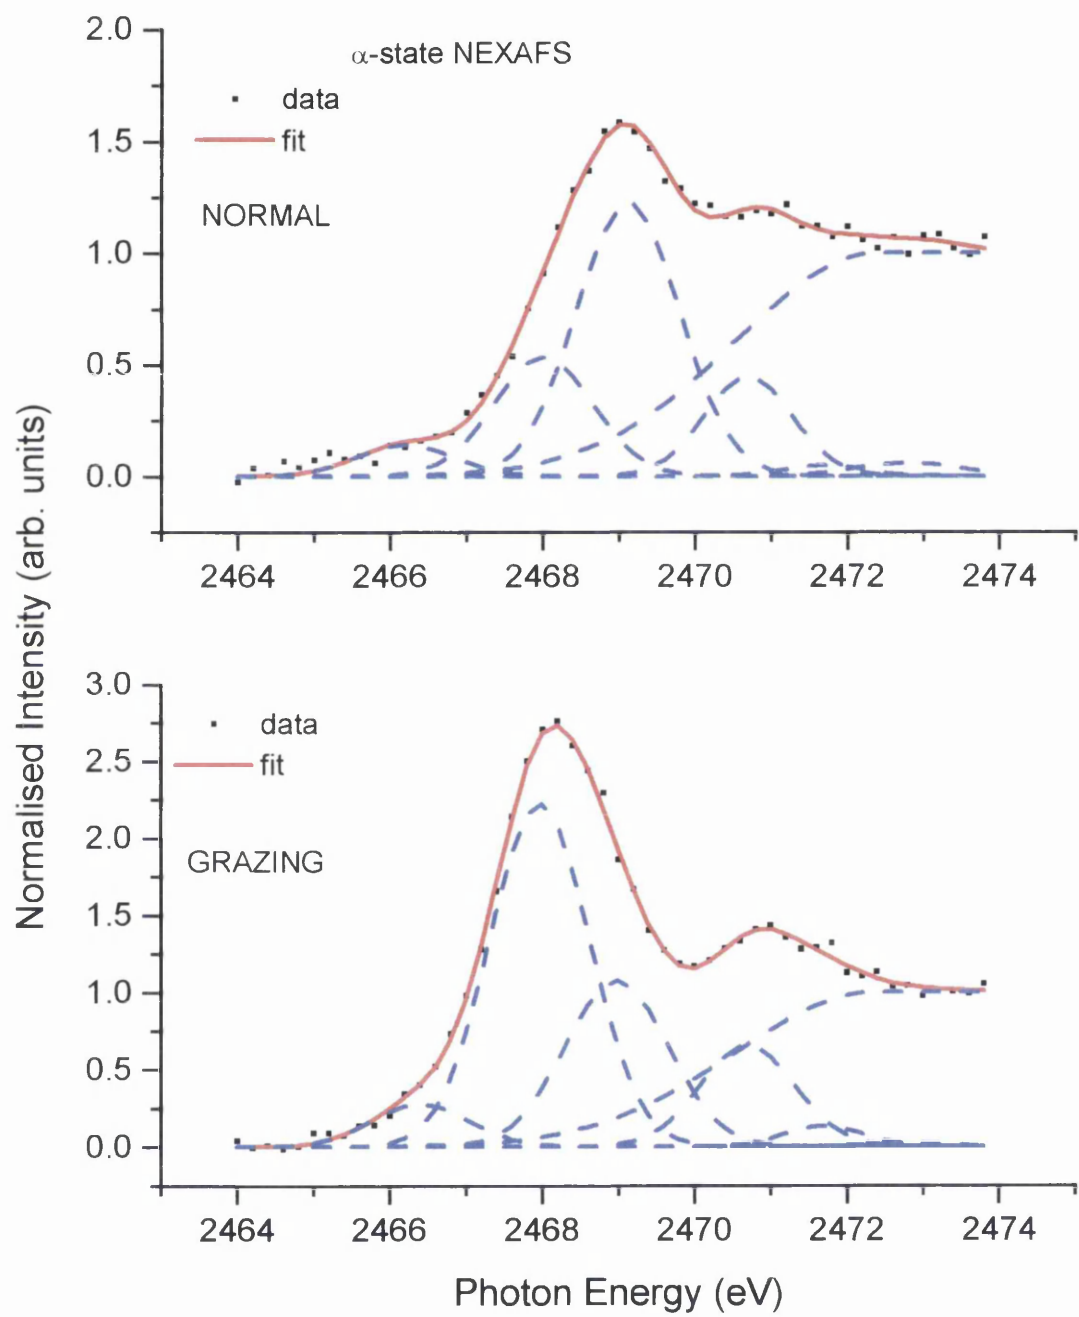 2.0
α-state NEXAFS
data
1.5
fit
NORMAL
1.0
0.5
0.0
2464 2466 2468 2470 2472 2474
Normalised Intensity (arb. units)
3.0
data
2.5
fit
2.0
GRAZING
1.5
1.0
0.5
0.0
2464 2466 2468 2470 2472 2474
Photon Energy (eV)